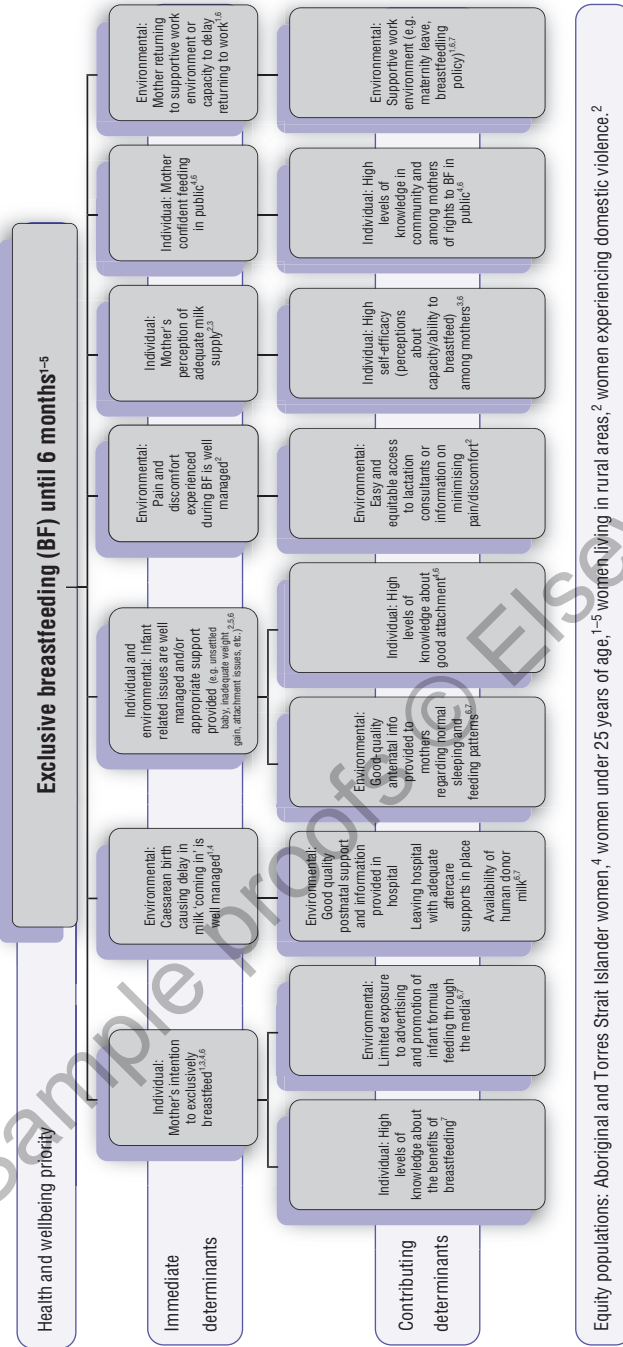 Health and wellbeing priority
Exclusive breastfeeding (BF) until 6 months1–5
Immediate
determinants
Individual:
Mother's intention
to exclusively
breastfeed1,3,4,6
Environmental:
Caesarean birth
causing delay in
milk 'coming in' is
well managed1,4
Individual and
environmental: Infant
related issues are well
managed and/or
appropriate support
provided (e.g. unsettled
baby, inadequate weight
gain, attachment issues, etc.)2,5,6
Environmental:
Pain and
discomfort
experienced
during BF is well
managed2
Individual:
Mother's
perception of
adequate milk
supply2,3
Individual: Mother
confident feeding
in public4,6
Environmental:
Mother returning
to supportive work
environment or
capacity to delay
returning to work1,6
Contributing
determinants
Individual: High
levels of
knowledge about
the benefits of
breastfeeding7
Environmental:
Limited exposure
to advertising
and promotion of
infant formula
feeding through
the media6,7
Environmental:
Good quality
postnatal support
and information
provided in
hospital
Leaving hospital
with adequate
aftercare
supports in place
Availability of
human donor
milk6,7
Environmental:
Good-quality
antenatal info
provided to
mothers
regarding normal
sleeping and
feeding patterns6,7
Individual: High
levels of
knowledge about
good attachment4,6
Environmental:
Easy and
equitable access
to lactation
consultants or
information on
minimising
pain/discomfort2
Individual: High
self-efficacy
(perceptions
about
capacity/ability to
breastfeed)
among mothers3,6
Individual: High
levels of
knowledge in
community and
among mothers
of rights to BF in
public4,6
Environmental:
Supportive work
environment (e.g.
maternity leave,
breastfeedling
policy)1,6,7
Equity populations: Aboriginal and Torres Strait Islander women,4 women under 25 years of age,1–5 women living in rural areas,2 women experiencing domestic violence.2
Sample proofs © Elsev